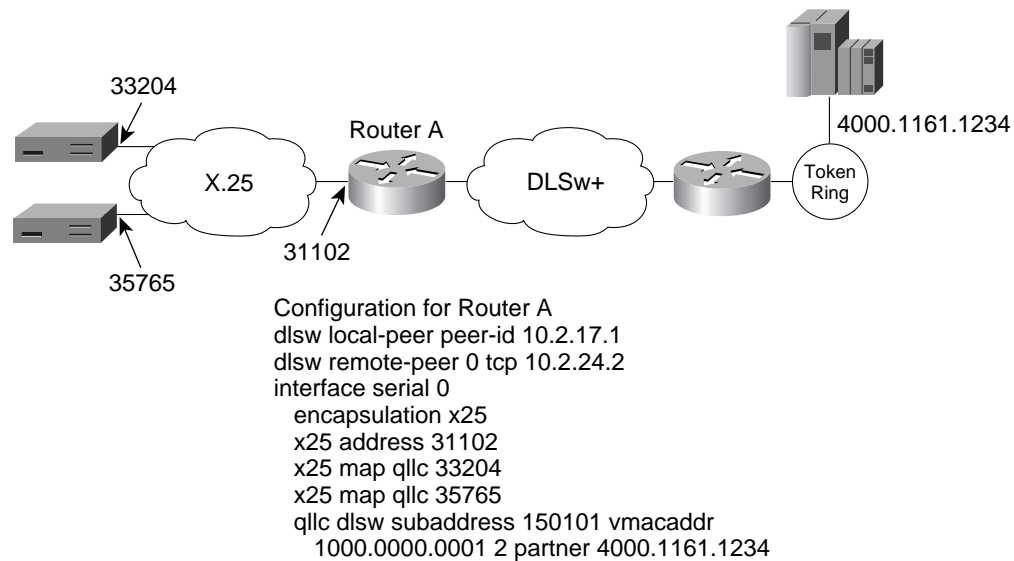 33204
4000.1161.1234
Router A
X.25
DLSw+
Token
Ring
31102
35765
Configuration for Router A
dlsw local-peer peer-id 10.2.17.1
dlsw remote-peer 0 tcp 10.2.24.2
interface serial 0
encapsulation x25
x25 address 31102
x25 map qllc 33204
x25 map qllc 35765
qllc dlsw subaddress 150101 vmacaddr
1000.0000.0001 2 partner 4000.1161.1234